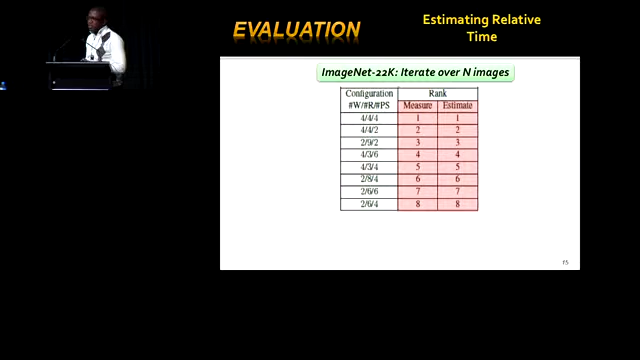 EVALUATION
Estimating Relative
Time
ImageNet-22K: Iterate over N images
Configuration Rank
#W/#R/#PS Measure Estimate
4/4/4 1 1
4/4/2 2 2
2/9/2 3 3
4/3/6 4 4
4/3/4 5 5
2/8/4 6 6
2/6/6 7 7
2/6/4 8 8
15